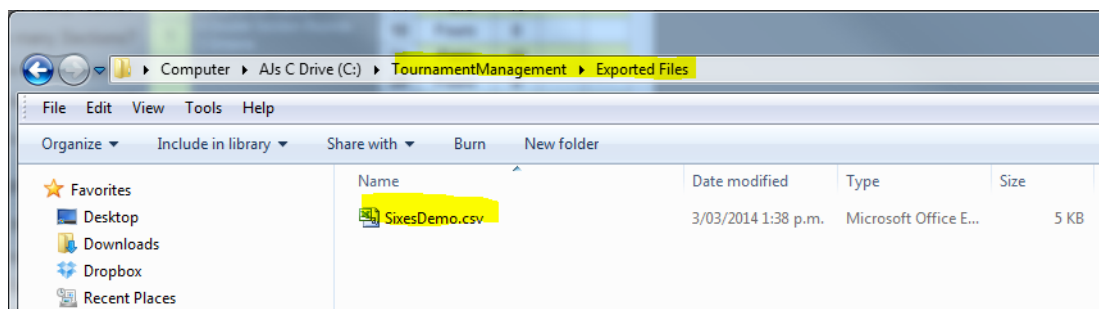 Computer ▸ AJs C Drive (C:) ▸ TournamentManagement ▸ Exported Files
File Edit View Tools Help
Organize Include in library Share with Burn New folder
Favorites
Desktop
Downloads
Dropbox
Recent Places
Name Date modified Type Size
SixesDemo.csv 3/03/2014 1:38 p.m. Microsoft Office E... 5 KB